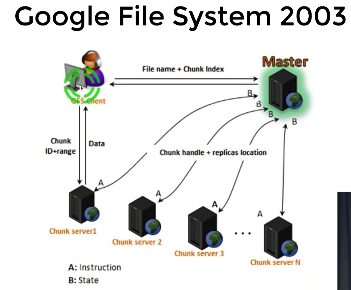 Google File System 2003
Master
File name + Chunk Index
GFS client
B
B
B
B
Chunk
ID+range
Data
Chunk handle + replicas location
A
A
A
A
Chunk server1
Chunk server 2
Chunk server 3
...
Chunk server N
A: Instruction
B: State